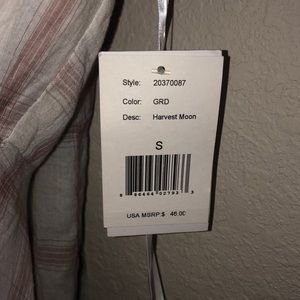 Style: 20370087
Color: GRD
Desc: Harvest Moon
S
USA MSRP:$ 46.00